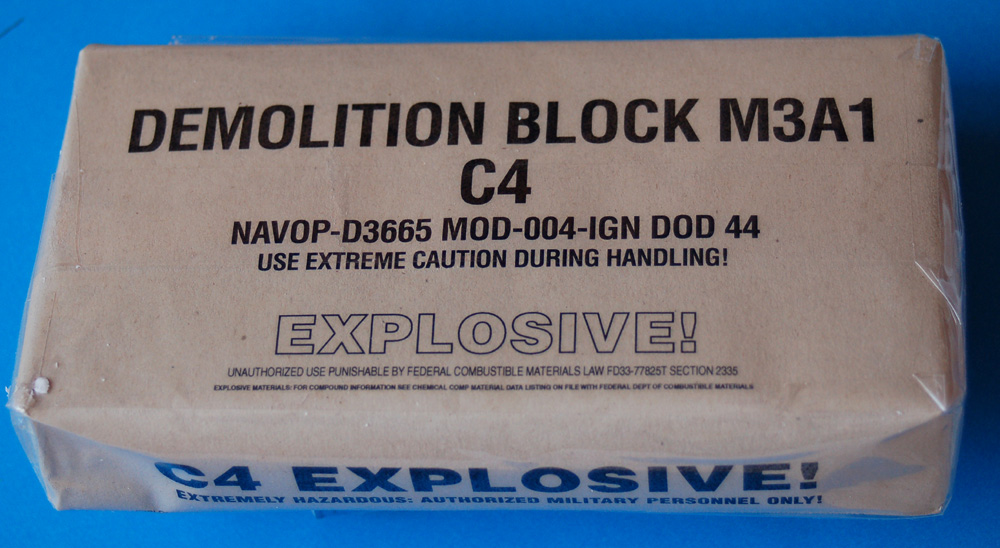 DEMOLITION BLOCK M3A1
C4
NAVOP-D3665 MOD-004-IGN DOD 44
USE EXTREME CAUTION DURING HANDLING!
EXPLOSIVE!
UNAUTHORIZED USE PUNISHABLE BY FEDERAL COMBUSTIBLE MATERIALS LAW FD33-77825T SECTION 2335
EXPLOSIVE MATERIALS: FOR COMPOUND INFORMATION SEE CHEMICAL COMP MATERIAL DATA LISTING ON FILE WITH FEDERAL DEPT OF COMBUSTIBLE MATERIALS
C4 EXPLOSIVE!
EXTREMELY HAZARDOUS: AUTHORIZED MILITARY PERSONNEL ONLY!